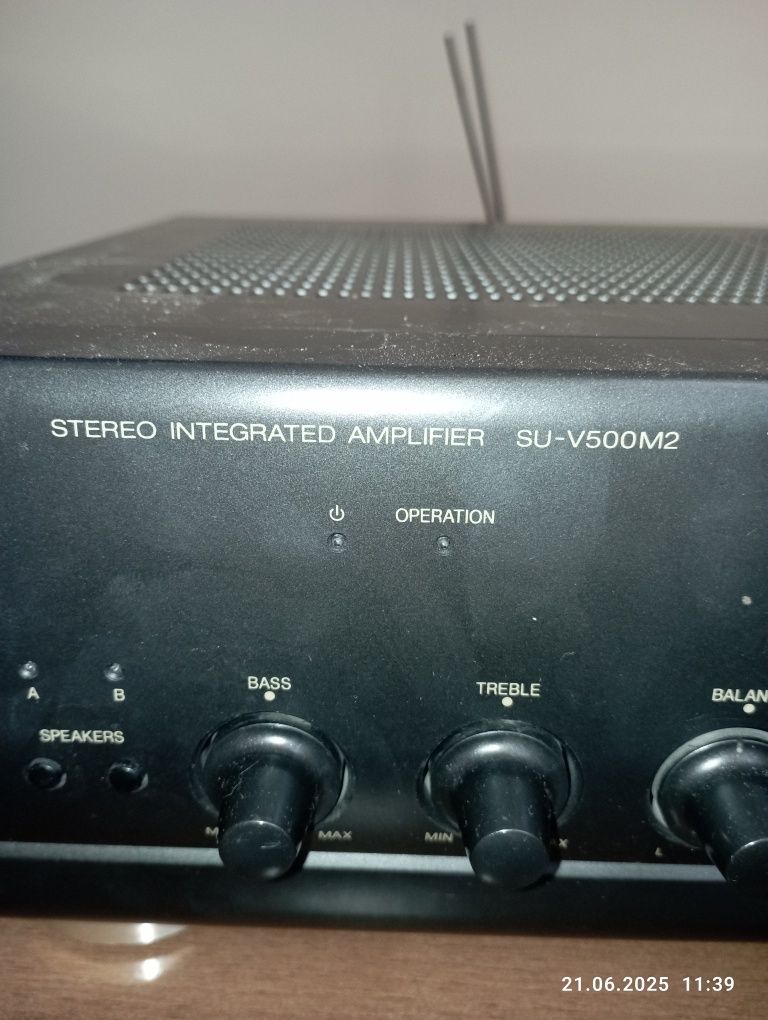 STEREO INTEGRATED AMPLIFIER SU-V500M2
OPERATION
A B
BASS TREBLE
SPEAKERS
MAX MIN
21.06.2025 11:39